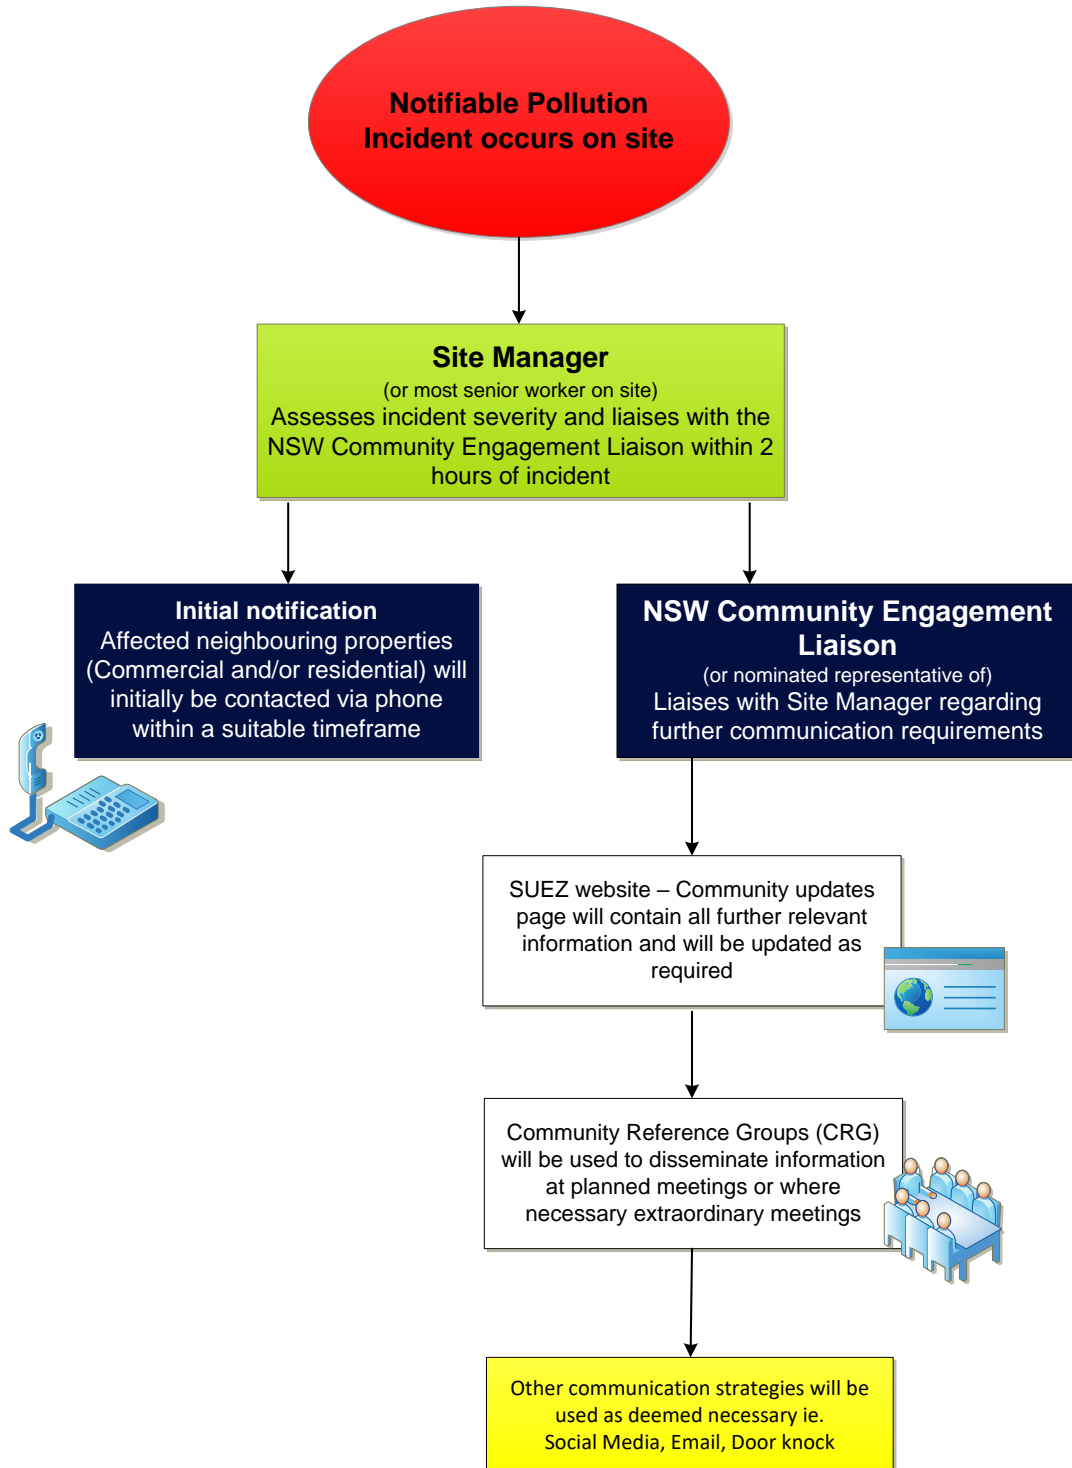 Notifiable Pollution
Incident occurs on site
Site Manager
(or most senior worker on site)
Assesses incident severity and liaises with the
NSW Community Engagement Liaison within 2
hours of incident
Initial notification
Affected neighbouring properties
(Commercial and/or residential) will
initially be contacted via phone
within a suitable timeframe
NSW Community Engagement
Liaison
(or nominated representative of)
Liaises with Site Manager regarding
further communication requirements
SUEZ website – Community updates
page will contain all further relevant
information and will be updated as
required
Community Reference Groups (CRG)
will be used to disseminate information
at planned meetings or where
necessary extraordinary meetings
Other communication strategies will be
used as deemed necessary ie.
Social Media, Email, Door knock